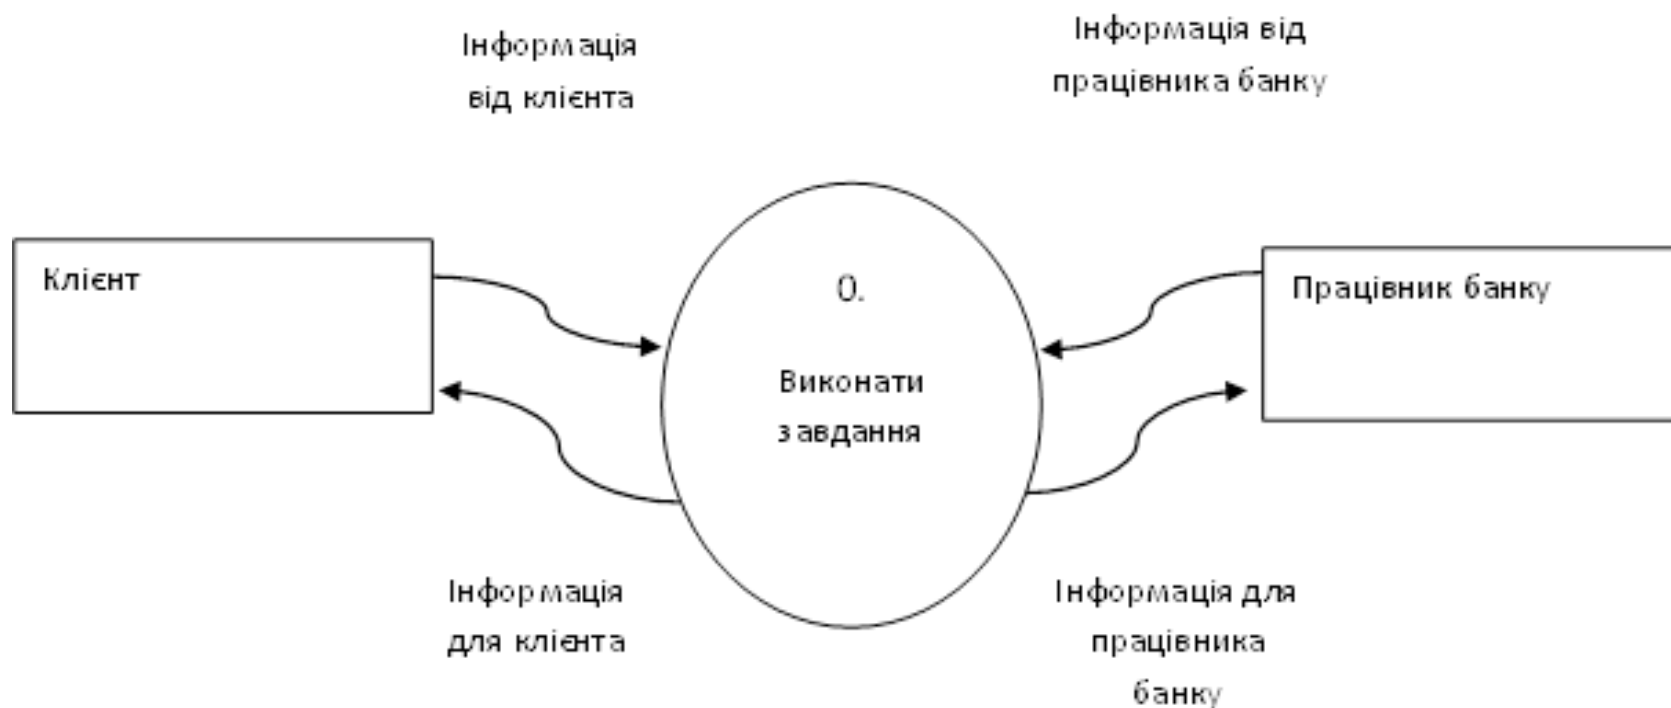 Інформація
від клієнта
Інформація від
працівника банку
Клієнт
0.
Виконати
завдання
Працівник банку
Інформація
для клієнта
Інформація для
працівника
банку